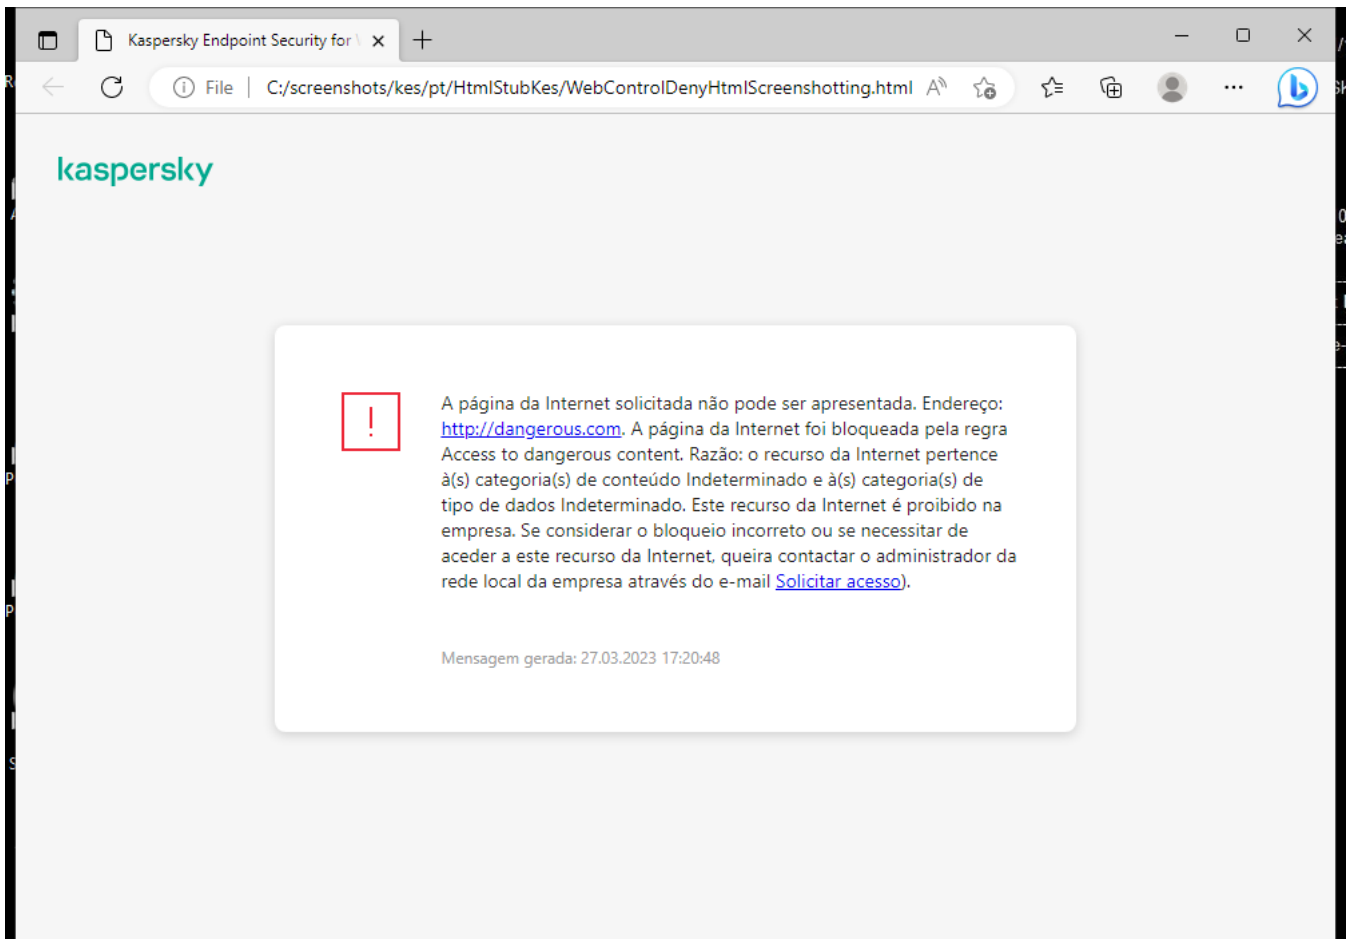 Kaspersky Endpoint Security for
File
C:/screenshots/kes/pt/HtmlStubKes/WebControlDenyHtmlScreenshotting.html
kaspersky
A página da Internet solicitada não pode ser apresentada. Endereço:
http://dangerous.com. A página da Internet foi bloqueada pela regra
Access to dangerous content. Razão: o recurso da Internet pertence
à(s) categoria(s) de conteúdo Indeterminado e à(s) categoria(s) de
tipo de dados Indeterminado. Este recurso da Internet é proibido na
empresa. Se considerar o bloqueio incorreto ou se necessitar de
aceder a este recurso da Internet, queira contactar o administrador da
rede local da empresa através do e-mail Solicitar acesso).
Mensagem gerada: 27.03.2023 17:20:48